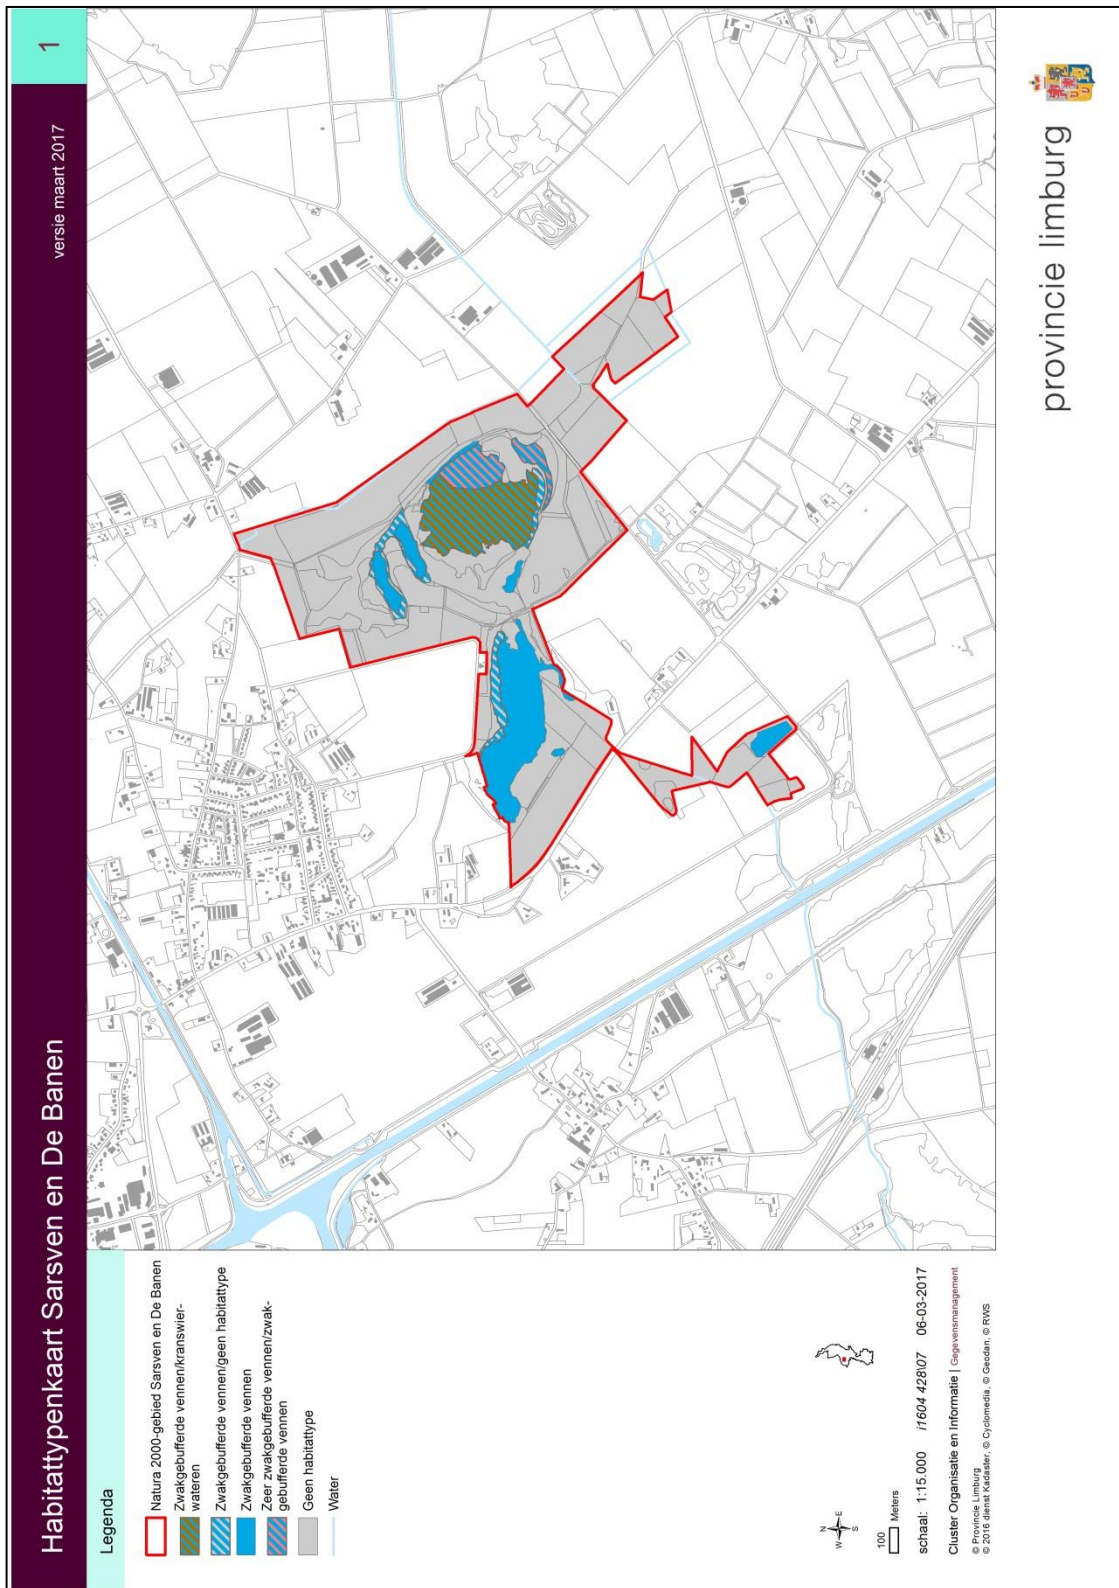 Habitattypenkaart Sarsven en De Banen
versie maart 2017
1
Legenda
Natura 2000-gebied Sarsven en De Banen
Zwakgebufferde vennen/kranswier-
wateren
Zwakgebufferde vennen/geen habitattype
Zwakgebufferde vennen
Zeer zwakgebufferde vennen/zwak-
gebufferde vennen
Geen habitattype
Water
N
W E
S
100
Meters
schaal: 1:15.000 i1604 428\07 06-03-2017
Cluster Organisatie en Informatie | Gegevensmanagement
© Provincie Limburg
© 2016 dienst Kadaster, © Cyclomedia, © Geodan, © RWS
provincie limburg